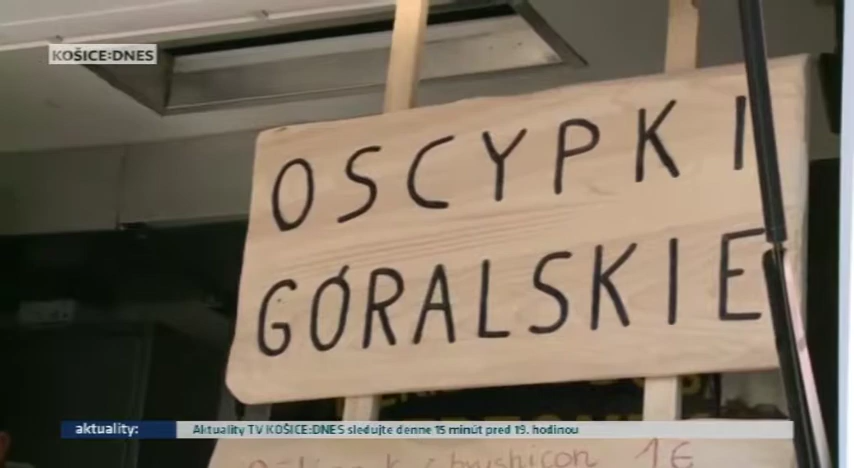 KOŠICE:DNES
OSCYPKI
GÓRALSKIE
aktuality: Aktuality TV KOŠICE:DNES sledujte denne 15 minút pred 19. hodinou
1€